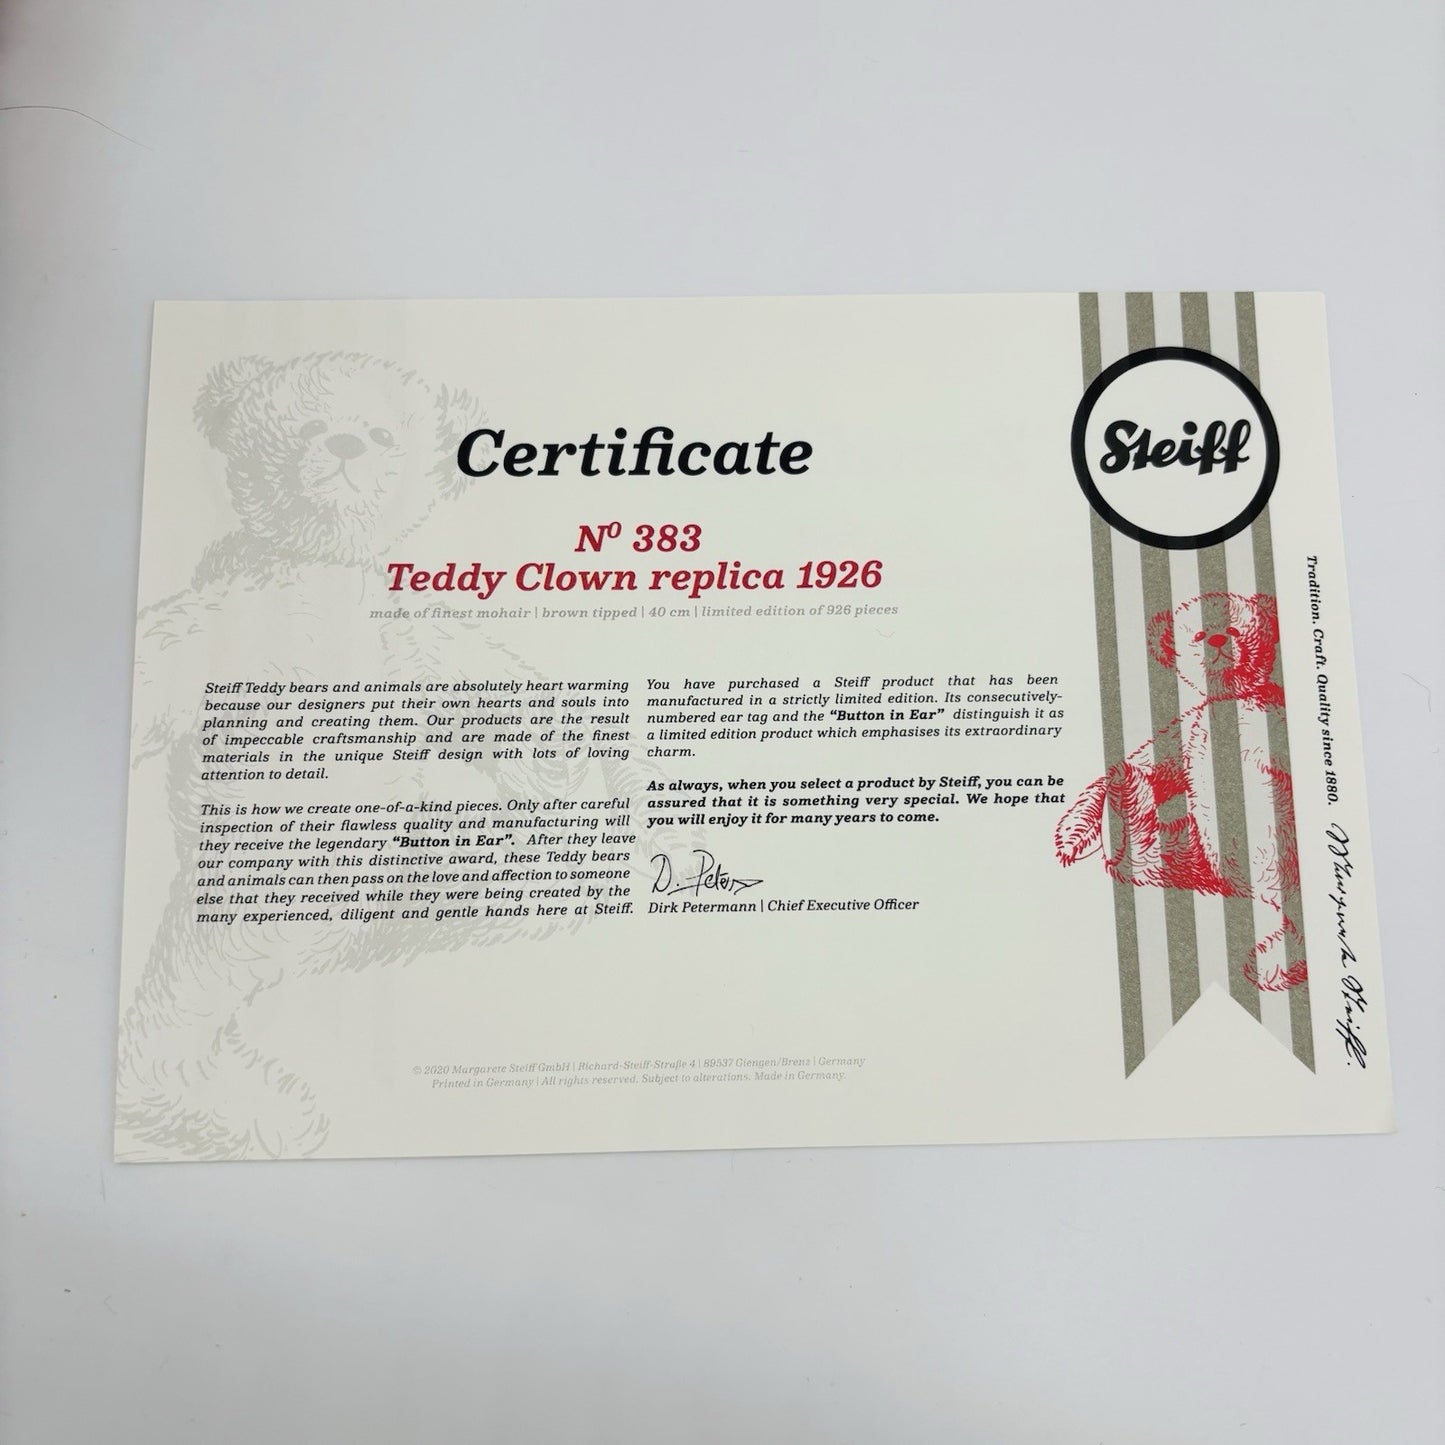 Certificate
Nº 383
Teddy Clown replica 1926
made of finest mohair | brown tipped | 40 cm | limited edition of 926 pieces
Steiff Teddy bears and animals are absolutely heart warming
because our designers put their own hearts and souls into
planning and creating them. Our products are the result
of impeccable craftsmanship and are made of the finest
materials in the unique Steiff design with lots of loving
attention to detail.
This is how we create one-of-a-kind pieces. Only after careful
inspection of their flawless quality and manufacturing will
they receive the legendary “Button in Ear”. After they leave
our company with this distinctive award, these Teddy bears
and animals can then pass on the love and affection to someone
else that they received while they were being created by the
many experienced, diligent and gentle hands here at Steiff.
You have purchased a Steiff product that has been
manufactured in a strictly limited edition. Its consecutively-
numbered ear tag and the “Button in Ear” distinguish it as
a limited edition product which emphasises its extraordinary
charm.
As always, when you select a product by Steiff, you can be
assured that it is something very special. We hope that
you will enjoy it for many years to come.
D. Peterm
Dirk Petermann | Chief Executive Officer
© 2020 Margarete Steiff GmbH | Richard-Steiff-Straße 4 | 89537 Giengen/Brenz | Germany
Printed in Germany | All rights reserved. Subject to alterations. Made in Germany.
Steiff
Tradition. Craft. Quality since 1880.
Margarete Steiff.